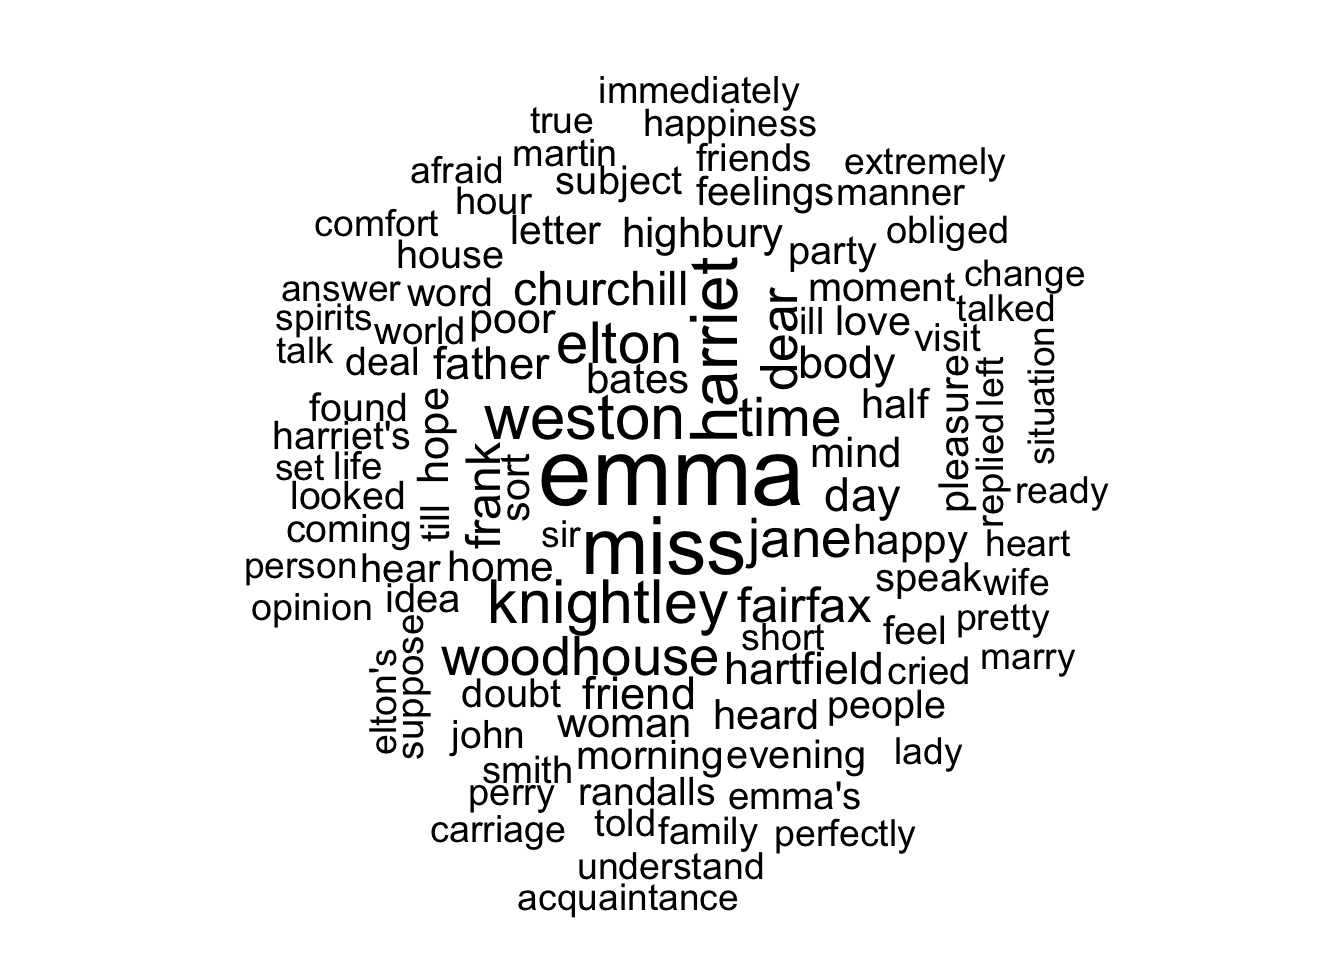 immediately
true happiness
martin friends extremely
afraid subject feelings manner
hour
comfort letter highbury obliged
house party
harriet
answer word churchill dear moment change
spirits world poor ill love talked
talk deal father elton body visit
bates
situation
pleasure
left
replied
found weston time half
hope
harriet's
frank
sort
set life emma mind
looked day ready
till
coming sir miss jane happy heart
person hear home speak wife
opinion idea knightley fairfax
short feel pretty
suppose
elton's
woodhouse hartfield cried marry
doubt friend
john woman heard people
smith morning evening lady
perry randalls emma's
carriage told family perfectly
understand
acquaintance